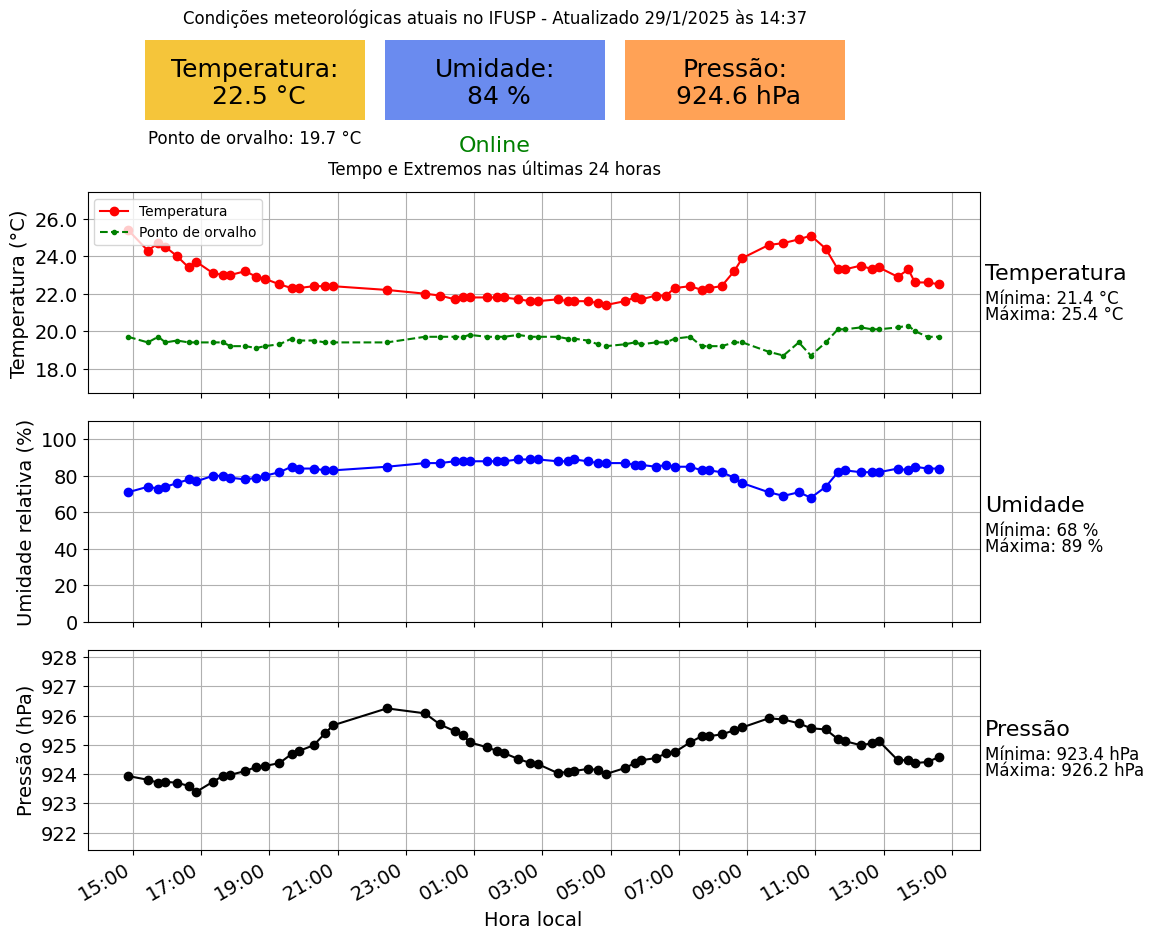 Condições meteorológicas atuais no IFUSP - Atualizado 29/1/2025 às 14:37
Temperatura:
22.5 °C
Umidade:
84 %
Pressão:
924.6 hPa
Ponto de orvalho: 19.7 °C
Online
Tempo e Extremos nas últimas 24 horas
Temperatura
Ponto de orvalho
Temperatura (°C)
26.0
24.0
22.0
20.0
18.0
Temperatura
Mínima: 21.4 °C
Máxima: 25.4 °C
Umidade relativa (%)
100
80
60
40
20
0
Umidade
Mínima: 68 %
Máxima: 89 %
Pressão (hPa)
928
927
926
925
924
923
922
Pressão
Mínima: 923.4 hPa
Máxima: 926.2 hPa
15:00 17:00 19:00 21:00 23:00 01:00 03:00 05:00 07:00 09:00 11:00 13:00 15:00
Hora local